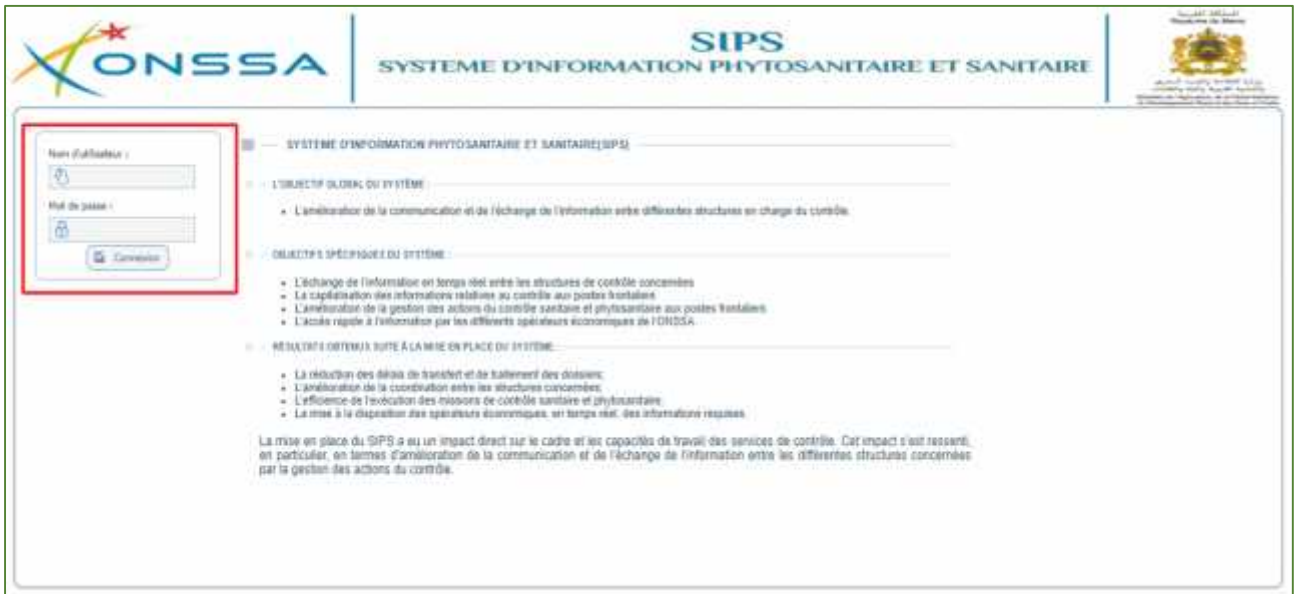 ONSSA
SIPS
SYSTEME D'INFORMATION PHYTOSANITAIRE ET SANITAIRE
المملكة المغربية
Royaume du Maroc
Nom d'utilisateur :
Mot de passe :
Connexion
SYSTEME D'INFORMATION PHYTOSANITAIRE ET SANITAIRE(SIPS)
L'OBJECTIF GLOBAL DU SYSTÈME :
L'amélioration de la communication et de l'échange de l'information entre différentes structures en charge du contrôle.
OBJECTIFS SPÉCIFIQUES DU SYSTÈME :
L'échange de l'information en temps réel entre les structures de contrôle concernées
La capitalisation des informations relatives au contrôle aux postes frontaliers
L'amélioration de la gestion des actions du contrôle sanitaire et phytosanitaire aux postes frontaliers
L'accès rapide à l'information par les différents opérateurs économiques de l'ONSSA
RÉSULTATS OBTENUS SUITE À LA MISE EN PLACE DU SYSTÈME:
La réduction des délais de transfert et de traitement des dossiers;
L'amélioration de la coordination entre les structures concernées;
L'efficience de l'exécution des missions de contrôle sanitaire et phytosanitaire;
La mise à la disposition des opérateurs économiques, en temps réel, des informations requises.
La mise en place du SIPS a eu un impact direct sur le cadre et les capacités de travail des services de contrôle. Cet impact s'est ressenti,
en particulier, en termes d'amélioration de la communication et de l'échange de l'information entre les différentes structures concernées
par la gestion des actions du contrôle.